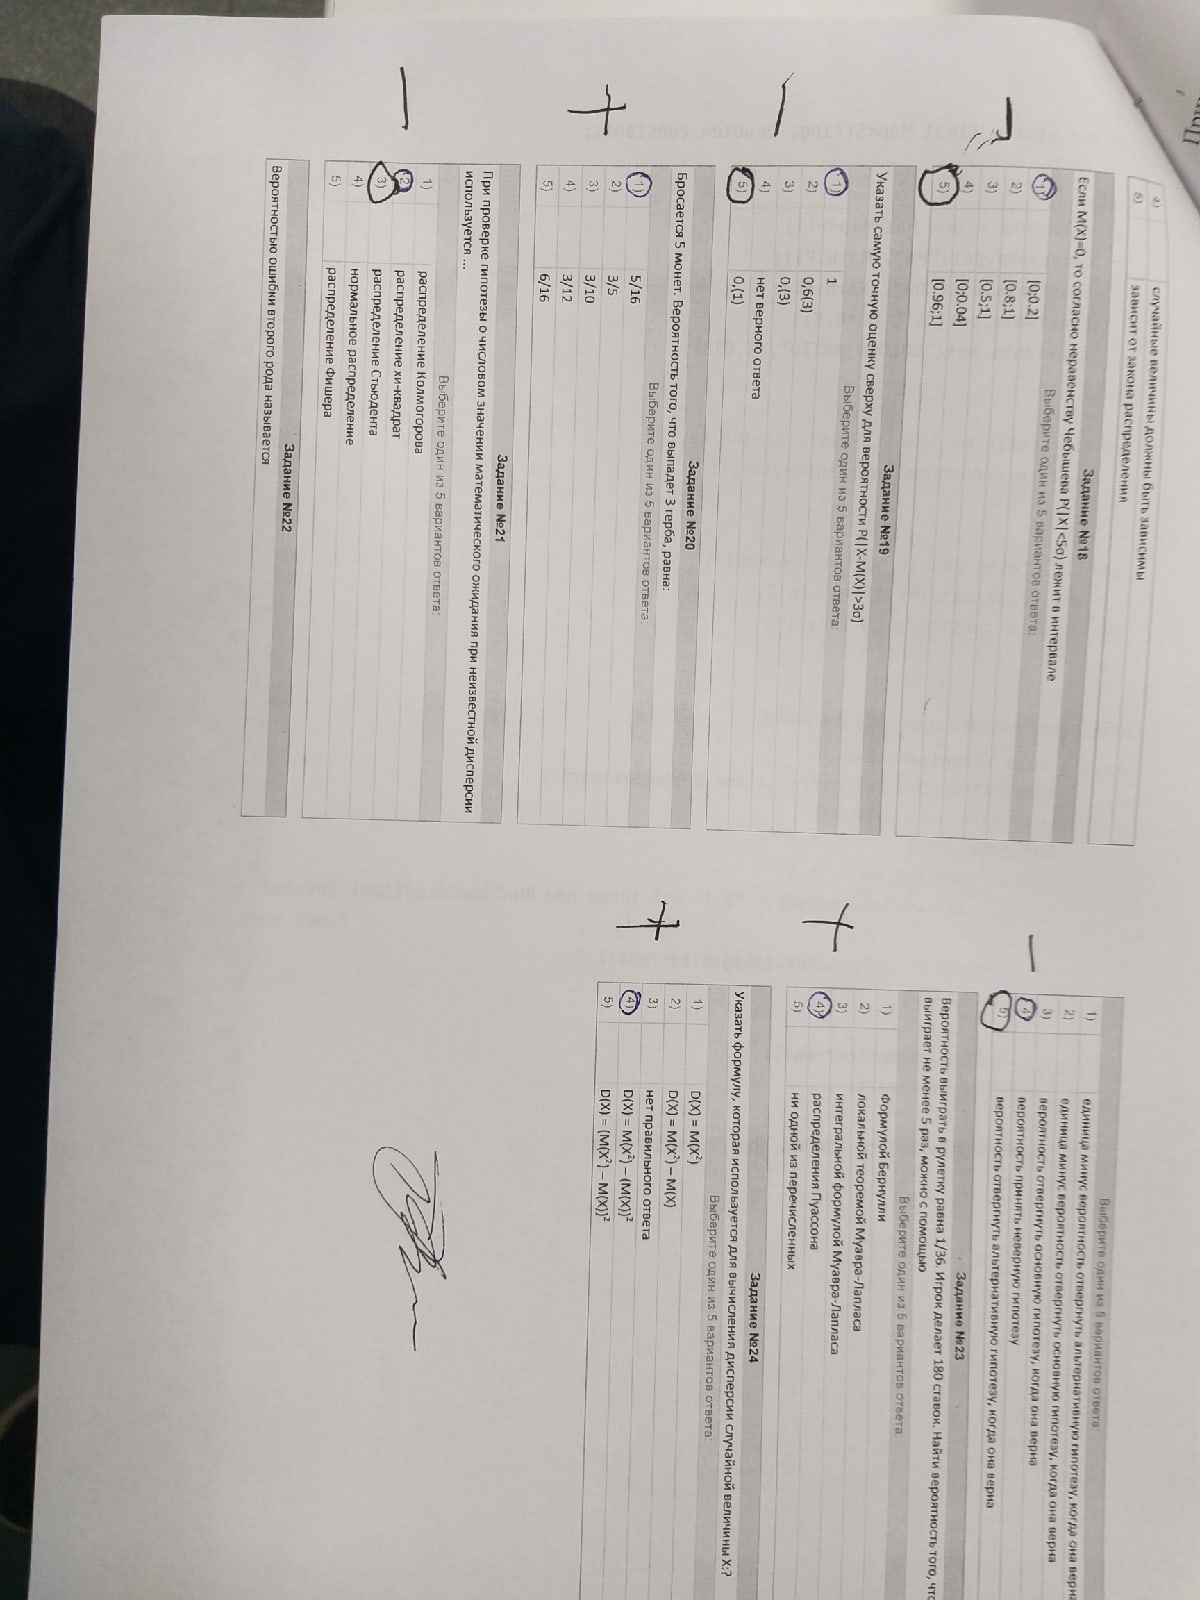 4)
случайные величины должны быть зависимы
5)
зависит от закона распределения
Задание №18
Если M(X)=0, то согласно неравенству Чебышева P(|X|<5σ) лежит в интервале
Выберите один из 5 вариантов ответа:
1) [0;0.2]
2) [0.8;1]
3) [0.5;1]
4) [0;0.04]
5) [0.96;1]
Задание №19
Указать самую точную оценку сверху для вероятности P(|X-M(X)|>3σ)
Выберите один из 5 вариантов ответа:
1) 1
2) 0,6(3)
3) 0,(3)
4) нет верного ответа
5) 0,(1)
Задание №20
Бросается 5 монет. Вероятность того, что выпадет 3 герба, равна:
Выберите один из 5 вариантов ответа:
1) 5/16
2) 3/5
3) 3/10
4) 3/12
5) 6/16
Задание №21
При проверке гипотезы о числовом значении математического ожидания при неизвестной дисперсии
используется ...
Выберите один из 5 вариантов ответа:
1) распределение Колмогорова
2) распределение хи-квадрат
3) распределение Стьюдента
4) нормальное распределение
5) распределение Фишера
Задание №22
Вероятностью ошибки второго рода называется
Выберите один из 5 вариантов ответа:
1) единица минус вероятность отвергнуть альтернативную гипотезу, когда она верна
2) единица минус вероятность отвергнуть основную гипотезу, когда она верна
3) вероятность отвергнуть основную гипотезу, когда она верна
4) вероятность принять неверную гипотезу
5) вероятность отвергнуть альтернативную гипотезу, когда она верна
Задание №23
Вероятность выиграть в рулетку равна 1/36. Игрок делает 180 ставок. Найти вероятность того, что
выиграет не менее 5 раз, можно с помощью
Выберите один из 5 вариантов ответа:
1) формулой Бернулли
2) локальной теоремой Муавра-Лапласа
3) интегральной формулой Муавра-Лапласа
4) распределения Пуассона
5) ни одной из перечисленных
Задание №24
Указать формулу, которая используется для вычисления дисперсии случайной величины X:?
Выберите один из 5 вариантов ответа:
1) D(X) = M(X²)
2) D(X) = M(X²) – M(X)
3) нет правильного ответа
4) D(X) = M(X²) – (M(X))²
5) D(X) = (M(X²) – M(X))²